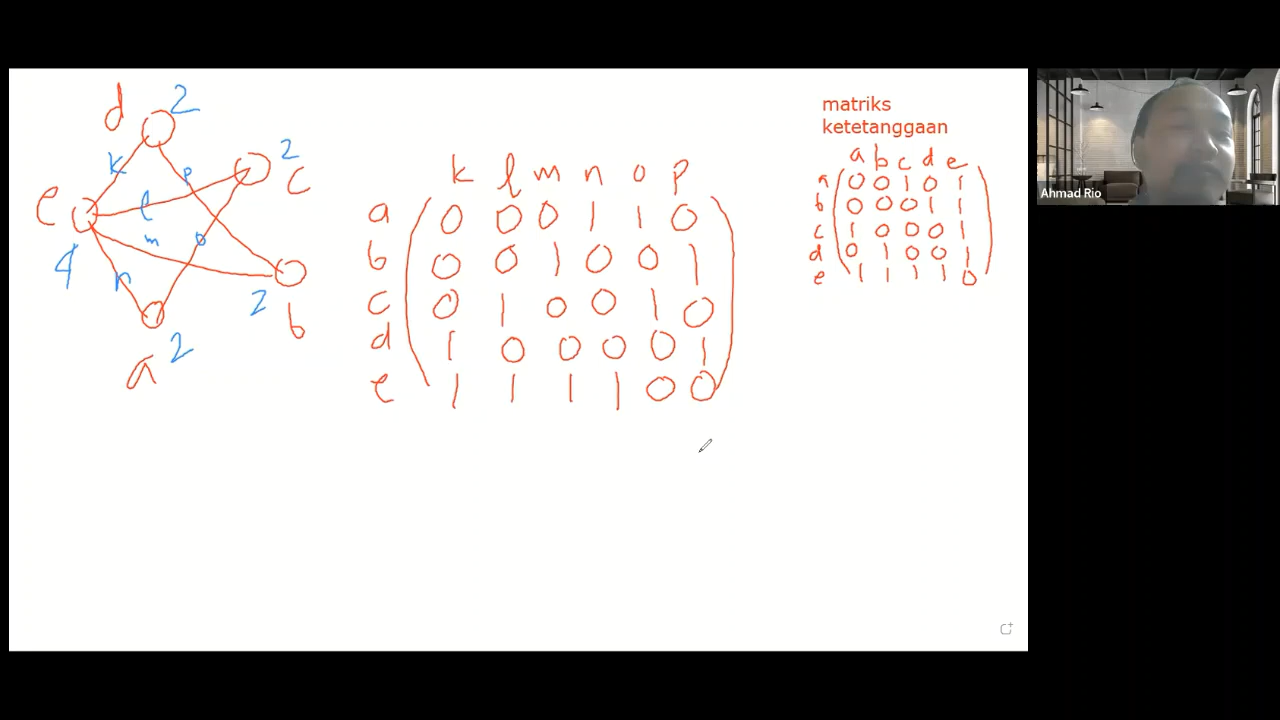 d 2
2
c
k
p
e
l
m
o
4
n
2
b
a 2
k l m n o p
a 0 0 0 1 1 0
b 0 0 1 0 0 1
c 0 1 0 0 1 0
d 1 0 0 0 0 1
e 1 1 1 1 0 0
matriks
ketetanggaan
a b c d e
a 0 0 1 0 1
b 0 0 0 1 1
c 1 0 0 0 1
d 0 1 0 0 1
e 1 1 1 1 0
Ahmad Rio